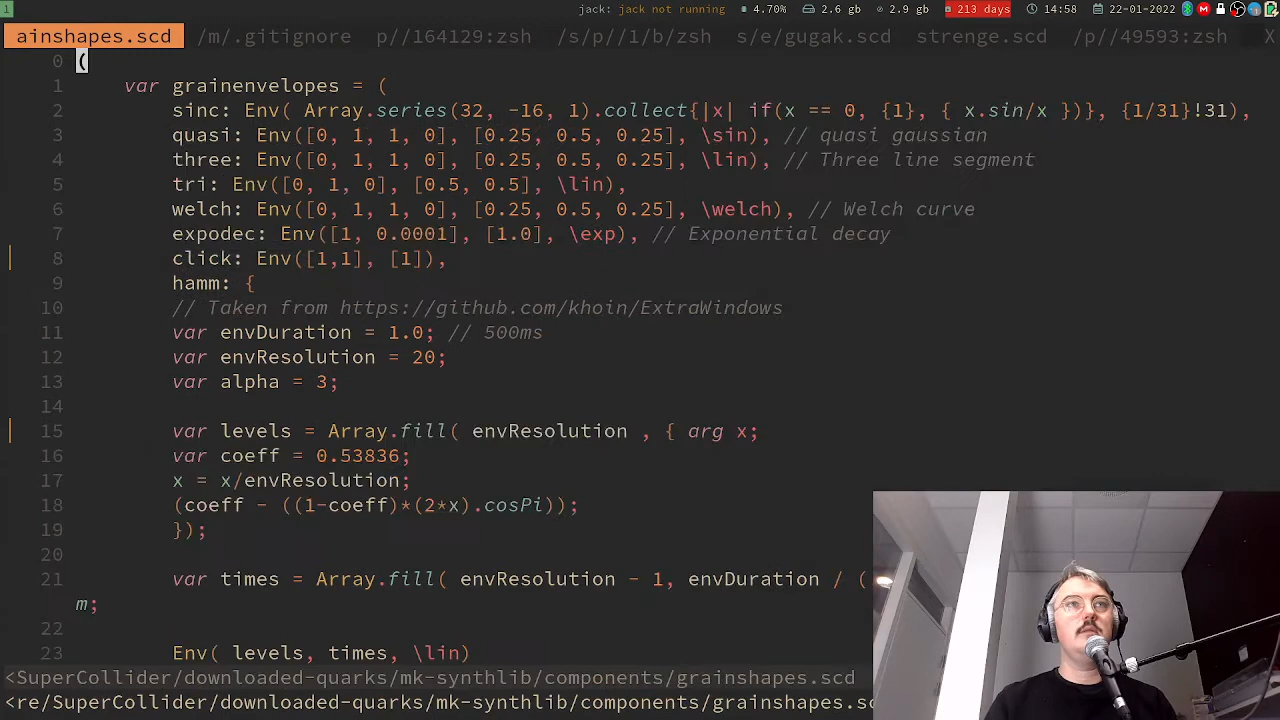 1 jack: jack not running 4.70% 2.6 gb 2.9 gb 213 days 14:58 22-01-2022
ainshapes.scd /m/.gitignore p//164129:zsh /s/p//1/b/zsh s/e/gugak.scd strenge.scd /p//49593:zsh X
0 (
1 var grainenvelopes = (
2 sinc: Env( Array.series(32, -16, 1).collect{|x| if(x == 0, {1}, { x.sin/x })}, {1/31}!31),
3 quasi: Env([0, 1, 1, 0], [0.25, 0.5, 0.25], \sin), // quasi gaussian
4 three: Env([0, 1, 1, 0], [0.25, 0.5, 0.25], \lin), // Three line segment
5 tri: Env([0, 1, 0], [0.5, 0.5], \lin),
6 welch: Env([0, 1, 1, 0], [0.25, 0.5, 0.25], \welch), // Welch curve
7 expodec: Env([1, 0.0001], [1.0], \exp), // Exponential decay
8 click: Env([1,1], [1]),
9 hamm: {
10 // Taken from https://github.com/khoin/ExtraWindows
11 var envDuration = 1.0; // 500ms
12 var envResolution = 20;
13 var alpha = 3;
14
15 var levels = Array.fill( envResolution , { arg x;
16 var coeff = 0.53836;
17 x = x/envResolution;
18 (coeff - ((1-coeff)*(2*x).cosPi));
19 });
20
21 var times = Array.fill( envResolution - 1, envDuration / (
m;
22
23 Env( levels, times, \lin)
<SuperCollider/downloaded-quarks/mk-synthlib/components/grainshapes.scd
<re/SuperCollider/downloaded-quarks/mk-synthlib/components/grainshapes.sc